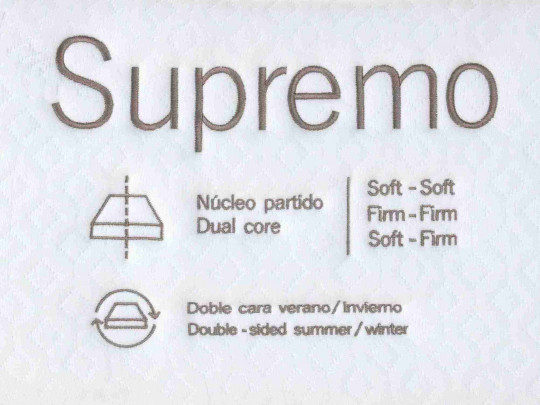 Supremo
Núcleo partido
Dual core
Soft - Soft
Firm - Firm
Soft - Firm
Doble cara verano/invierno
Double-sided summer/winter